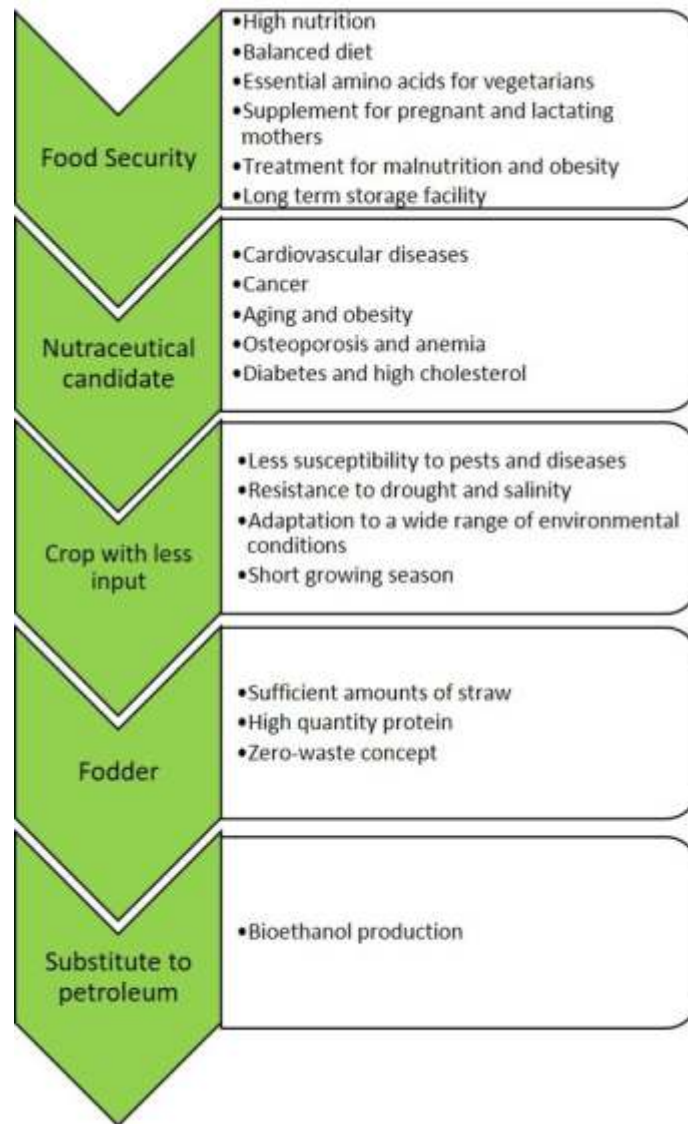 Food Security
•High nutrition
•Balanced diet
•Essential amino acids for vegetarians
•Supplement for pregnant and lactating
mothers
•Treatment for malnutrition and obesity
•Long term storage facility
Nutraceutical
candidate
•Cardiovascular diseases
•Cancer
•Aging and obesity
•Osteoporosis and anemia
•Diabetes and high cholesterol
Crop with less
input
•Less susceptibility to pests and diseases
•Resistance to drought and salinity
•Adaptation to a wide range of environmental
conditions
•Short growing season
Fodder
•Sufficient amounts of straw
•High quantity protein
•Zero-waste concept
Substitute to
petroleum
•Bioethanol production